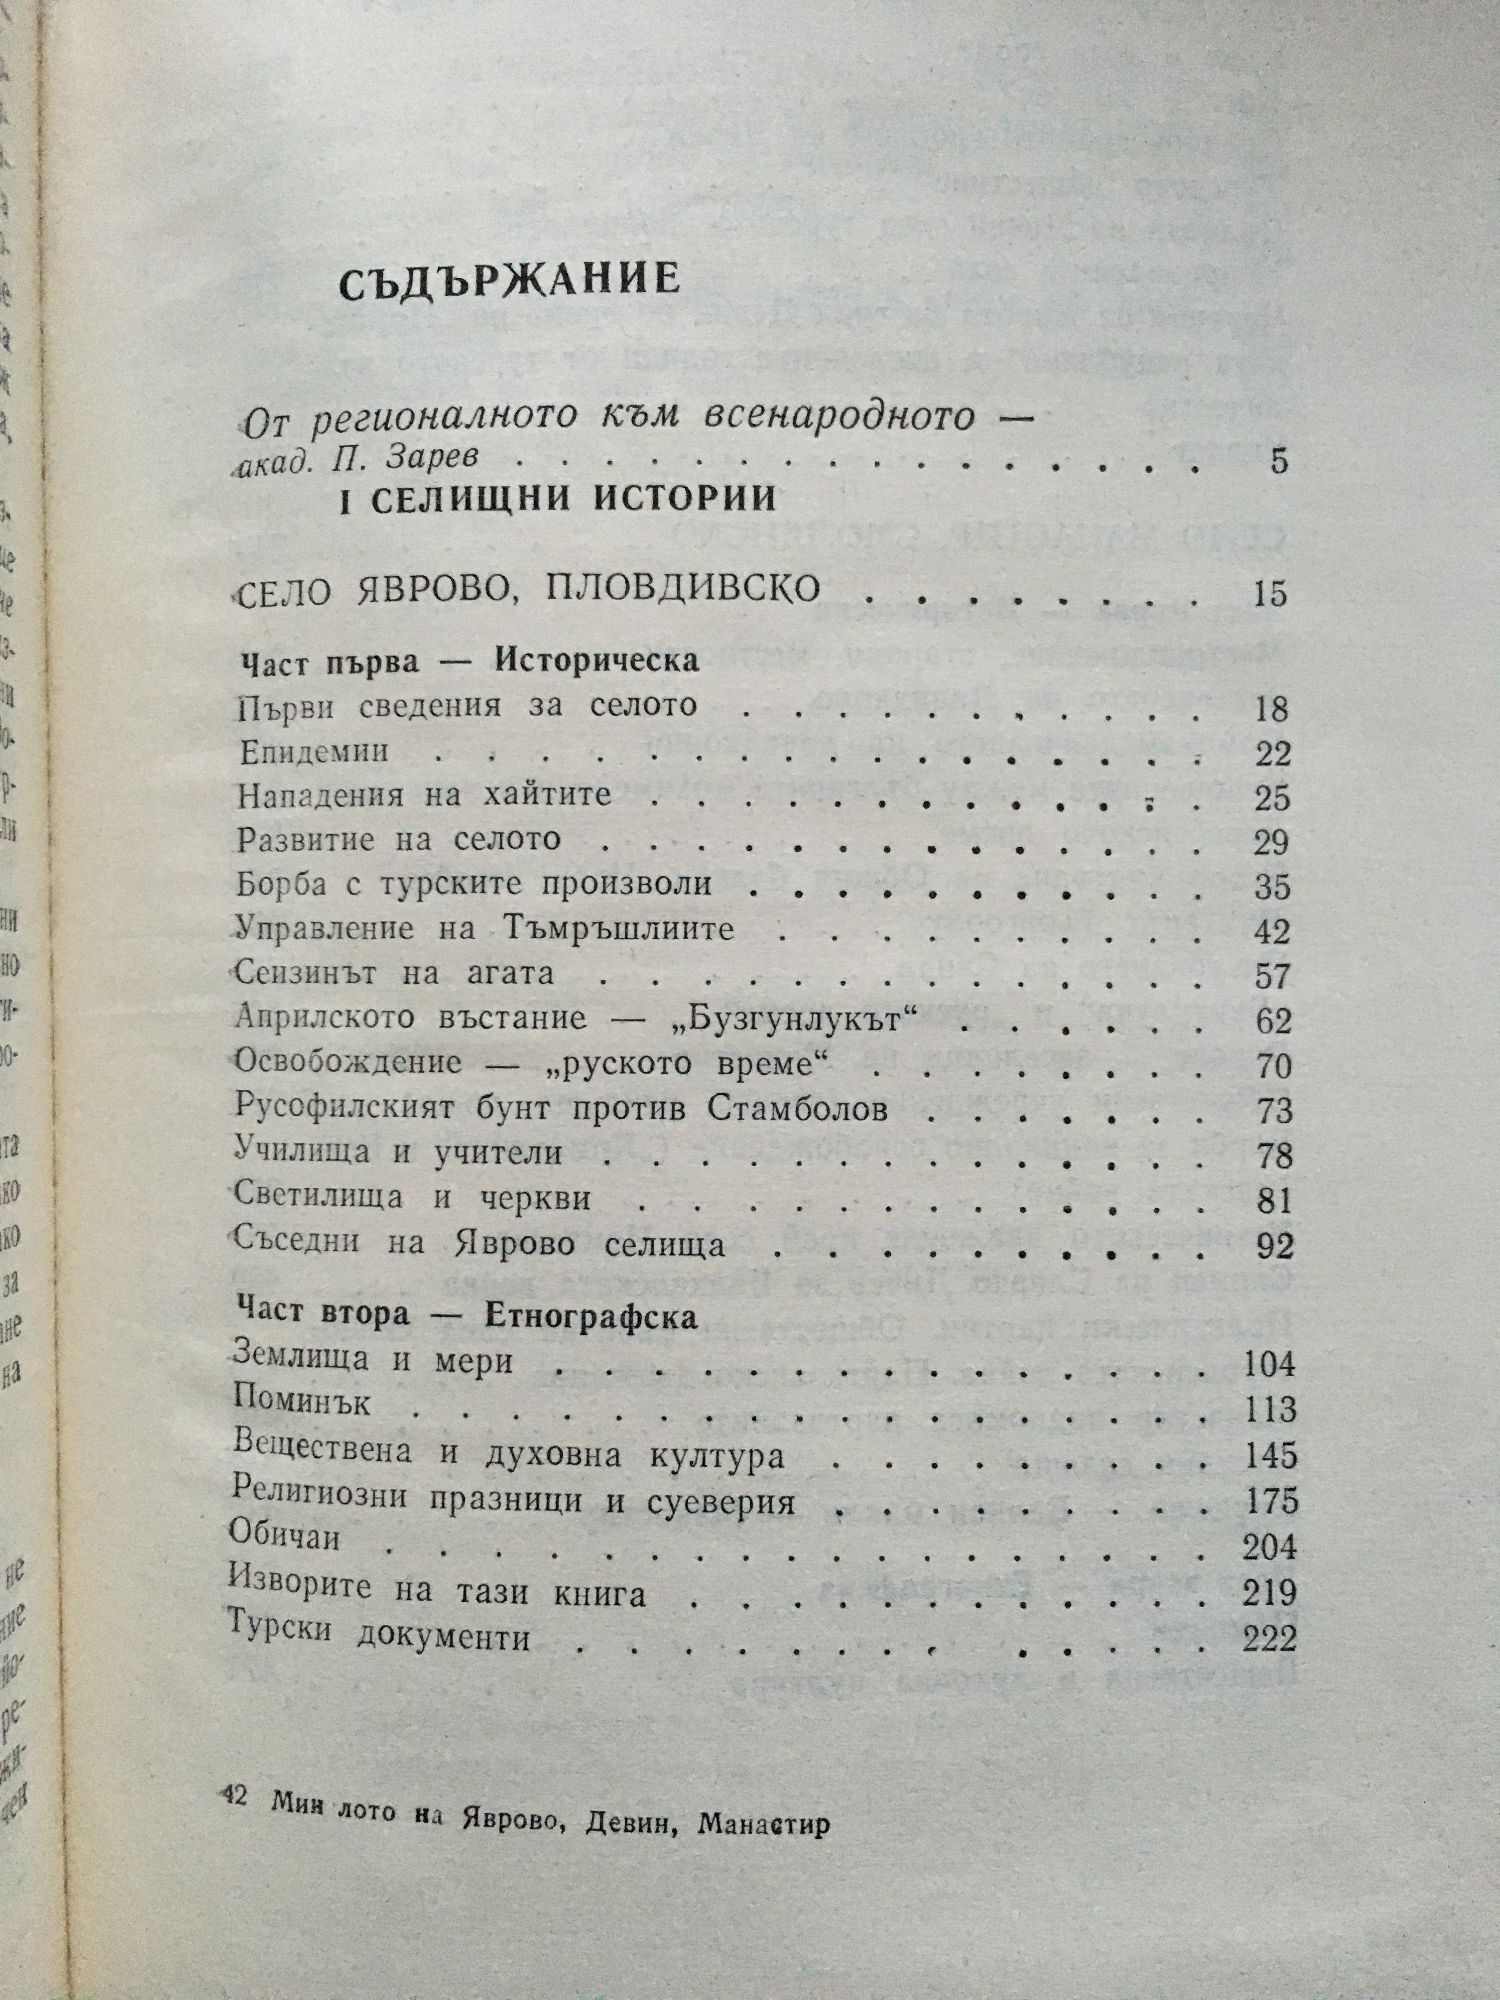 СЪДЪРЖАНИЕ
От регионалното към всенародното —
акад. П. Зарев . . . . . . . . . . . . . . . . 5
I СЕЛИЩНИ ИСТОРИИ
СЕЛО ЯВРОВО, ПЛОВДИВСКО . . . . . . . . 15
Част първа — Историческа
Първи сведения за селото . . . . . . . . . . . 18
Епидемии . . . . . . . . . . . . . . . . . 22
Нападения на хайтите . . . . . . . . . . . . . 25
Развитие на селото . . . . . . . . . . . . . . 29
Борба с турските произволи . . . . . . . . . . . 35
Управление на Тъмръшлиите . . . . . . . . . . 42
Сеизинът на агата . . . . . . . . . . . . . . 57
Априлското въстание — „Бузгунлукът“ . . . . . . 62
Освобождение — „руското време“ . . . . . . . . 70
Русофилският бунт против Стамболов . . . . . . . 73
Училища и учители . . . . . . . . . . . . . . 78
Светилища и черкви . . . . . . . . . . . . . 81
Съседни на Яврово селища . . . . . . . . . . 92
Част втора — Етнографска
Землища и мери . . . . . . . . . . . . . . . 104
Поминък . . . . . . . . . . . . . . . . . . 113
Веществена и духовна култура . . . . . . . . . 145
Религиозни празници и суеверия . . . . . . . . . 175
Обичаи . . . . . . . . . . . . . . . . . . 204
Изворите на тази книга . . . . . . . . . . . . 219
Турски документи . . . . . . . . . . . . . 222
42 Мин лото на Яврово, Девин, Манастир